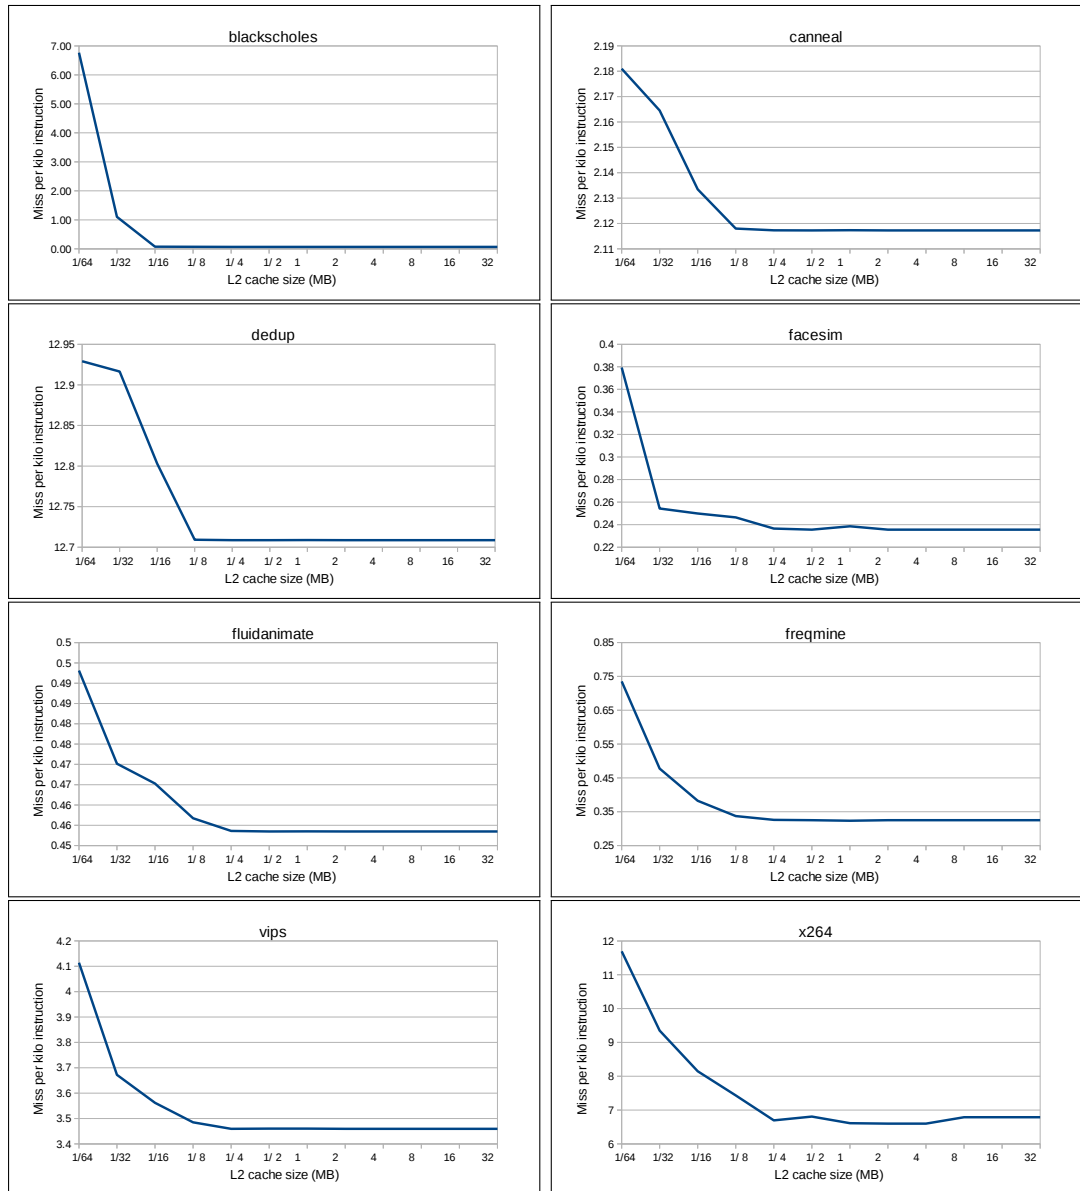 blackscholes
7.00
6.00
5.00
4.00
3.00
2.00
1.00
0.00
Miss per kilo instruction
1/64 1/32 1/16 1/ 8 1/ 4 1/ 2 1 2 4 8 16 32
L2 cache size (MB)
canneal
2.19
2.18
2.17
2.16
2.15
2.14
2.13
2.12
2.11
Miss per kilo instruction
1/64 1/32 1/16 1/ 8 1/ 4 1/ 2 1 2 4 8 16 32
L2 cache size (MB)
dedup
12.95
12.9
12.85
12.8
12.75
12.7
Miss per kilo instruction
1/64 1/32 1/16 1/ 8 1/ 4 1/ 2 1 2 4 8 16 32
L2 cache size (MB)
facesim
0.4
0.38
0.36
0.34
0.32
0.3
0.28
0.26
0.24
0.22
Miss per kilo instruction
1/64 1/32 1/16 1/ 8 1/ 4 1/ 2 1 2 4 8 16 32
L2 cache size (MB)
fluidanimate
0.5
0.5
0.49
0.49
0.48
0.48
0.47
0.47
0.46
0.46
0.45
Miss per kilo instruction
1/64 1/32 1/16 1/ 8 1/ 4 1/ 2 1 2 4 8 16 32
L2 cache size (MB)
freqmine
0.85
0.75
0.65
0.55
0.45
0.35
0.25
Miss per kilo instruction
1/64 1/32 1/16 1/ 8 1/ 4 1/ 2 1 2 4 8 16 32
L2 cache size (MB)
vips
4.2
4.1
4
3.9
3.8
3.7
3.6
3.5
3.4
Miss per kilo instruction
1/64 1/32 1/16 1/ 8 1/ 4 1/ 2 1 2 4 8 16 32
L2 cache size (MB)
x264
12
11
10
9
8
7
6
Miss per kilo instruction
1/64 1/32 1/16 1/ 8 1/ 4 1/ 2 1 2 4 8 16 32
L2 cache size (MB)